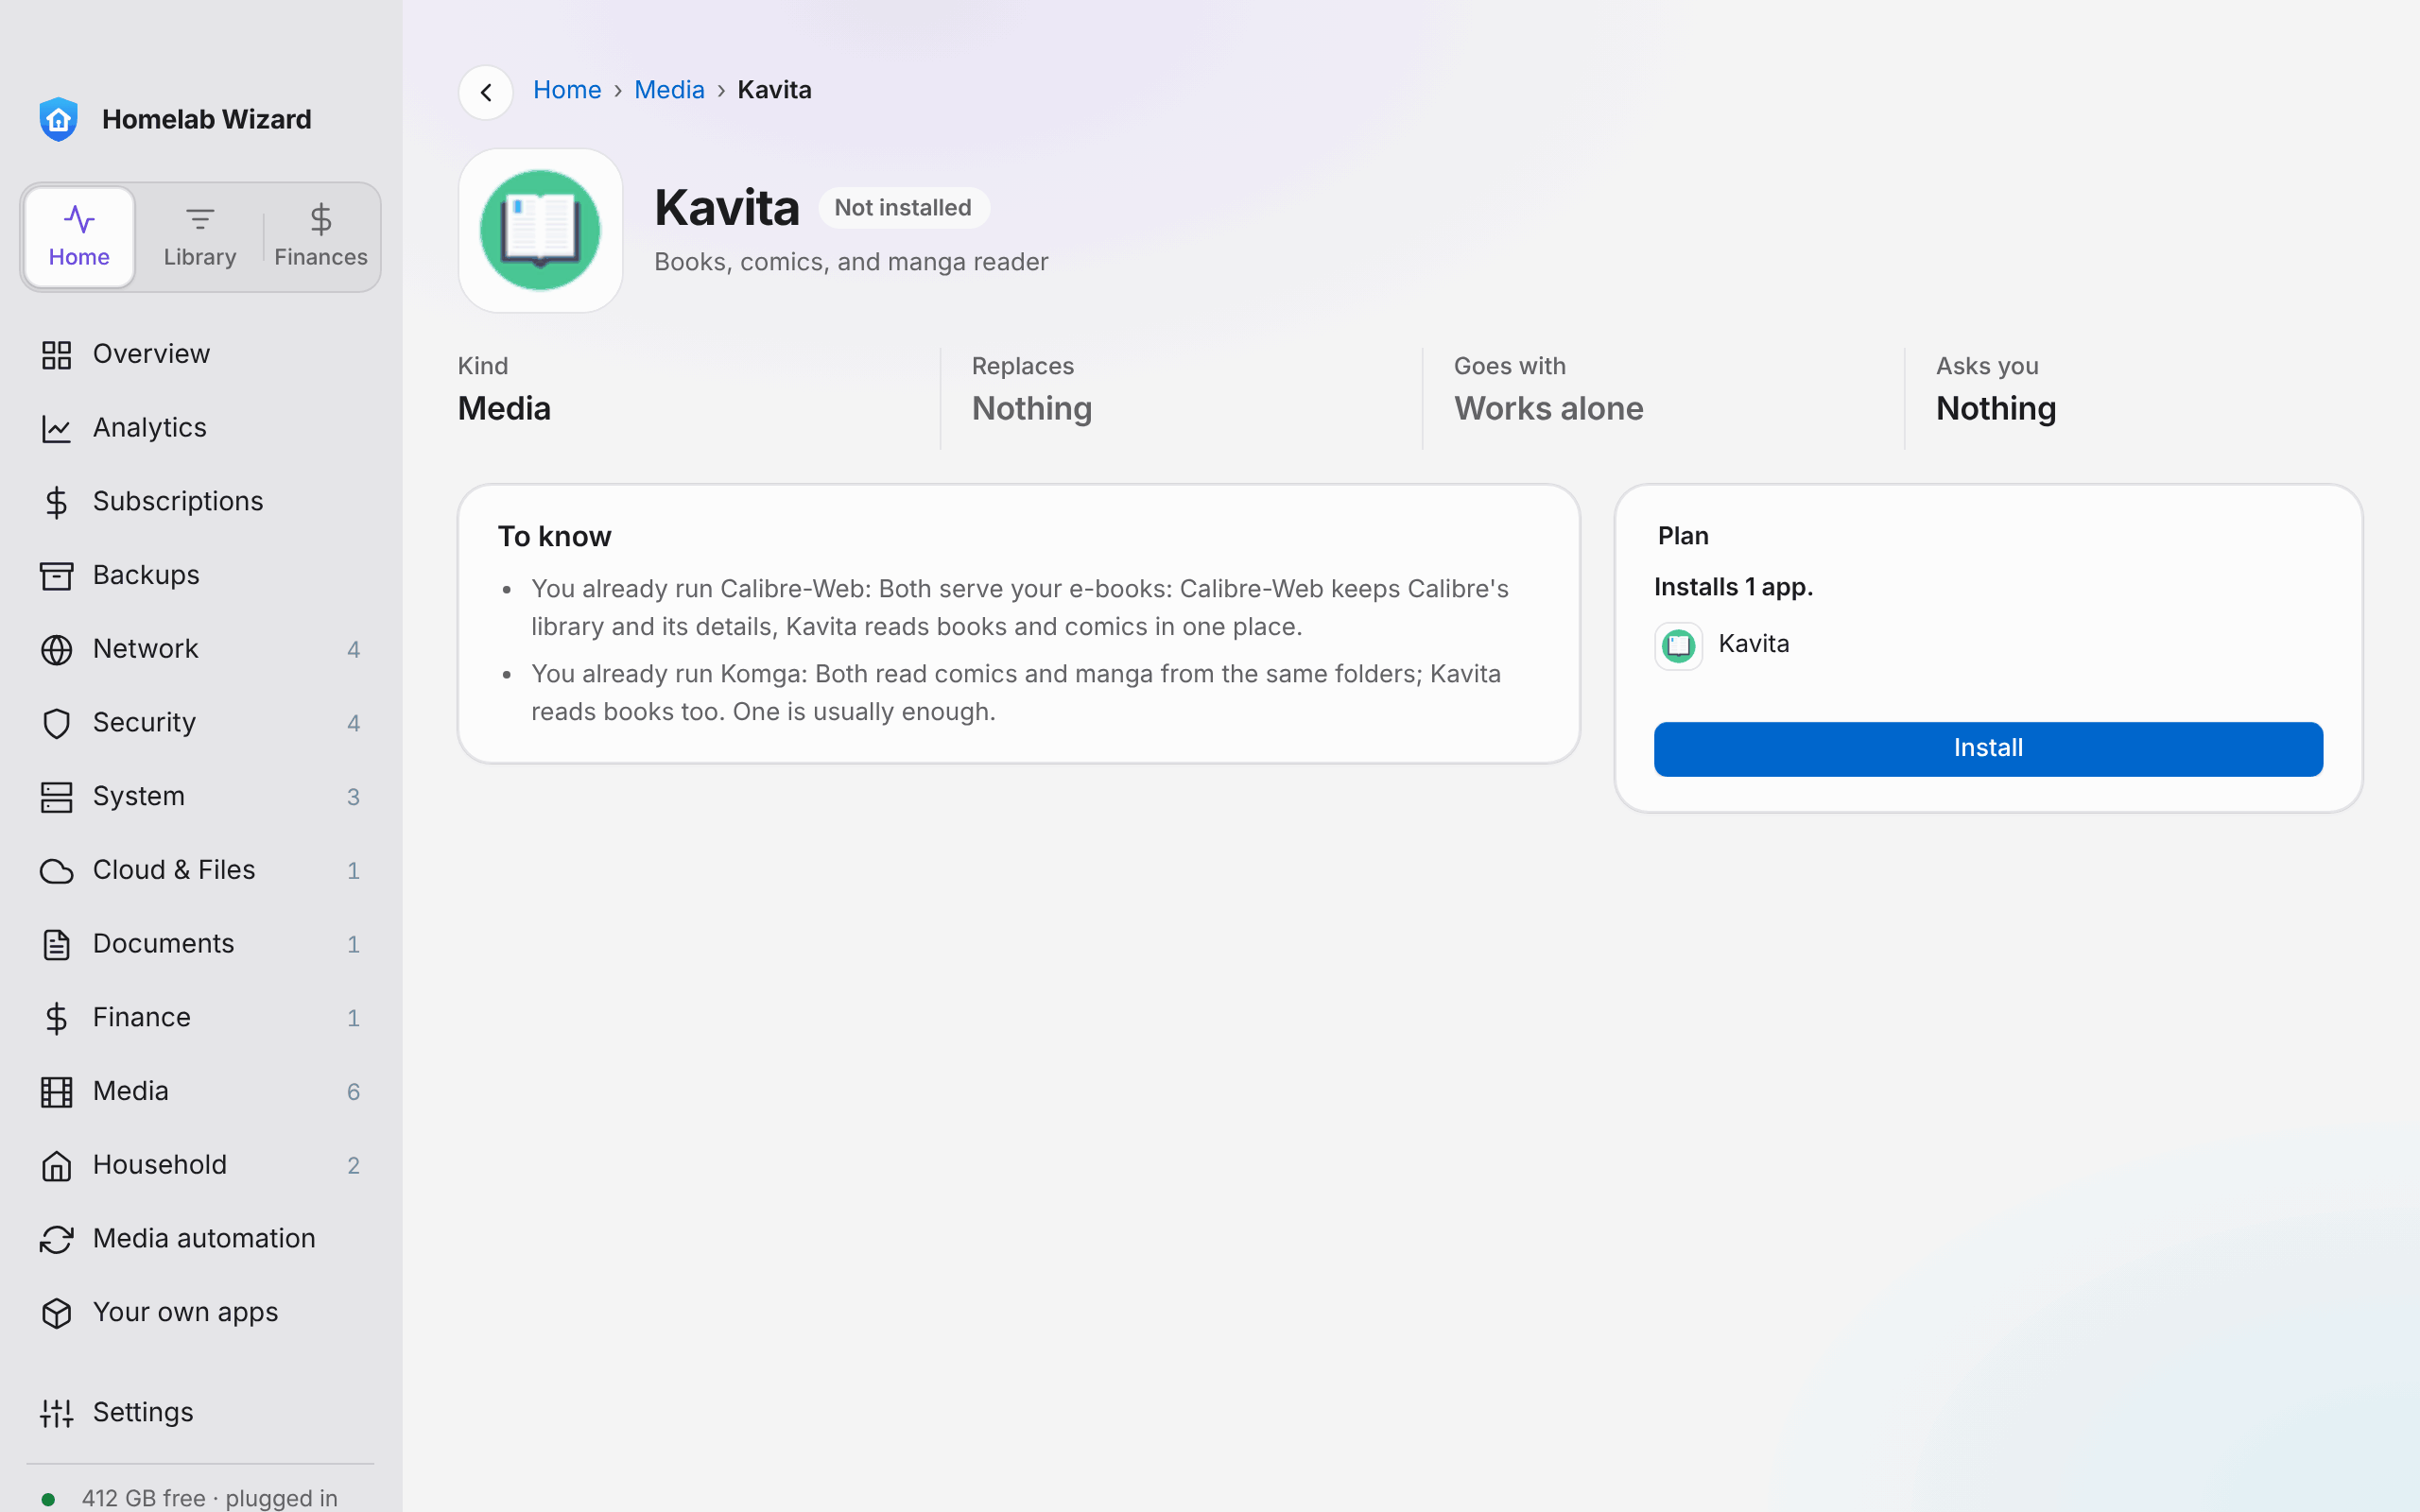 Homelab Wizard
Home
Library
Finances
Overview
Analytics
Subscriptions
Backups
Network 4
Security 4
System 3
Cloud & Files 1
Documents 1
Finance 1
Media 6
Household 2
Media automation
Your own apps
Settings
412 GB free · plugged in
Home › Media › Kavita
Kavita Not installed
Books, comics, and manga reader
Kind
Media
Replaces
Nothing
Goes with
Works alone
Asks you
Nothing
To know
• You already run Calibre-Web: Both serve your e-books: Calibre-Web keeps Calibre's
library and its details, Kavita reads books and comics in one place.
• You already run Komga: Both read comics and manga from the same folders; Kavita
reads books too. One is usually enough.
Plan
Installs 1 app.
Kavita
Install